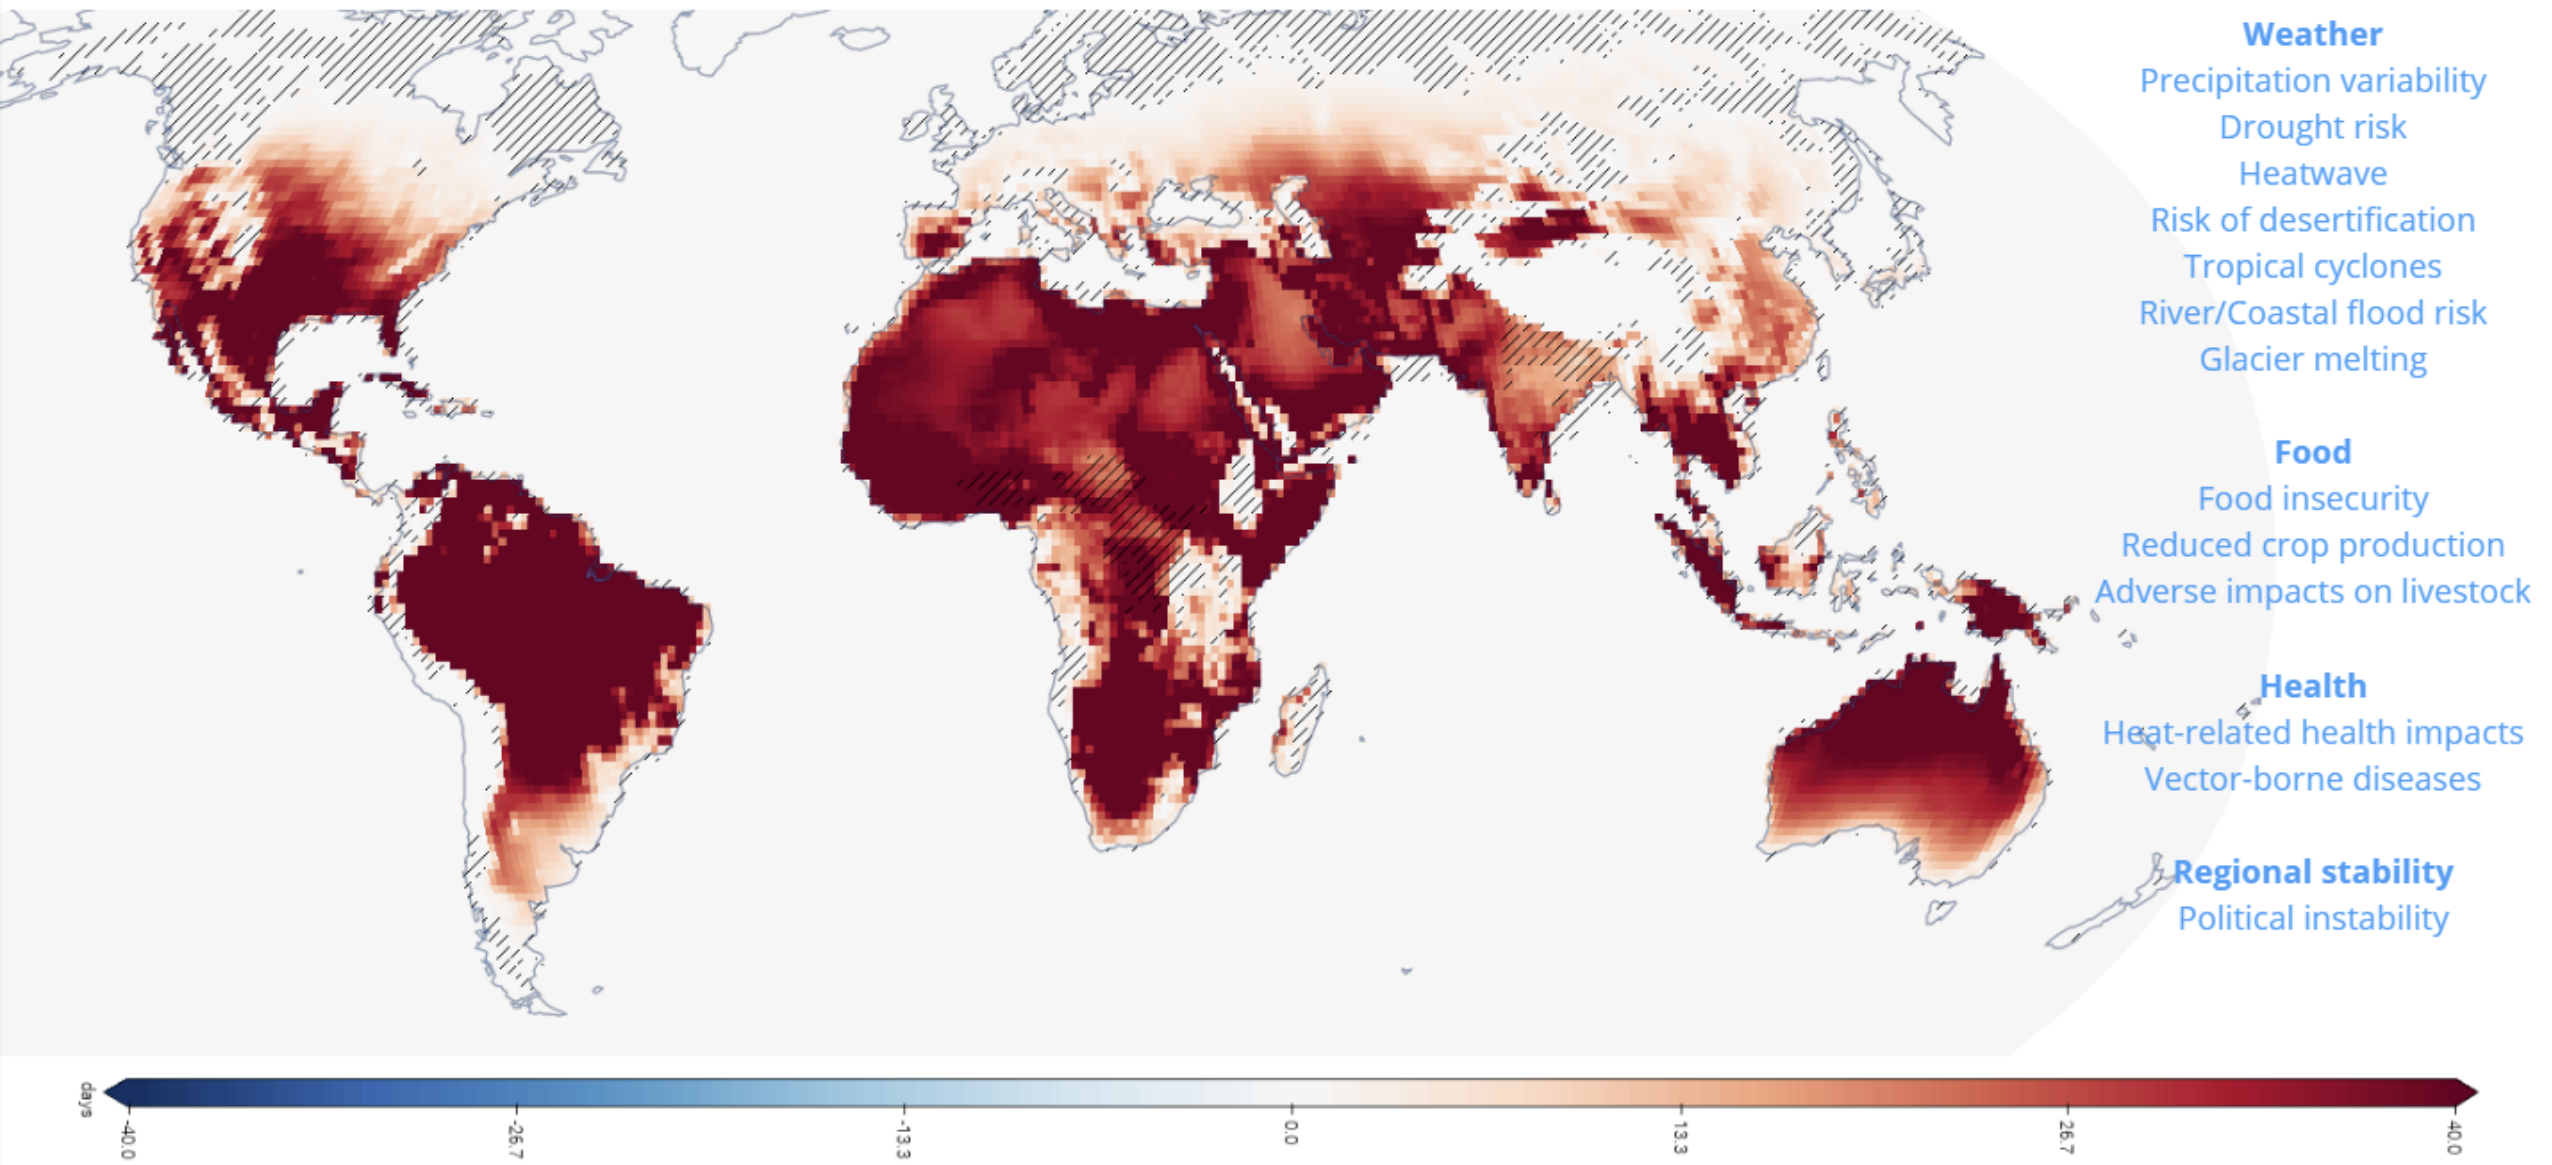 Weather
Precipitation variability
Drought risk
Heatwave
Risk of desertification
Tropical cyclones
River/Coastal flood risk
Glacier melting
Food
Food insecurity
Reduced crop production
Adverse impacts on livestock
Health
Heat-related health impacts
Vector-borne diseases
Regional stability
Political instability
days
-40.0
-26.7
-13.3
0.0
13.3
26.7
40.0